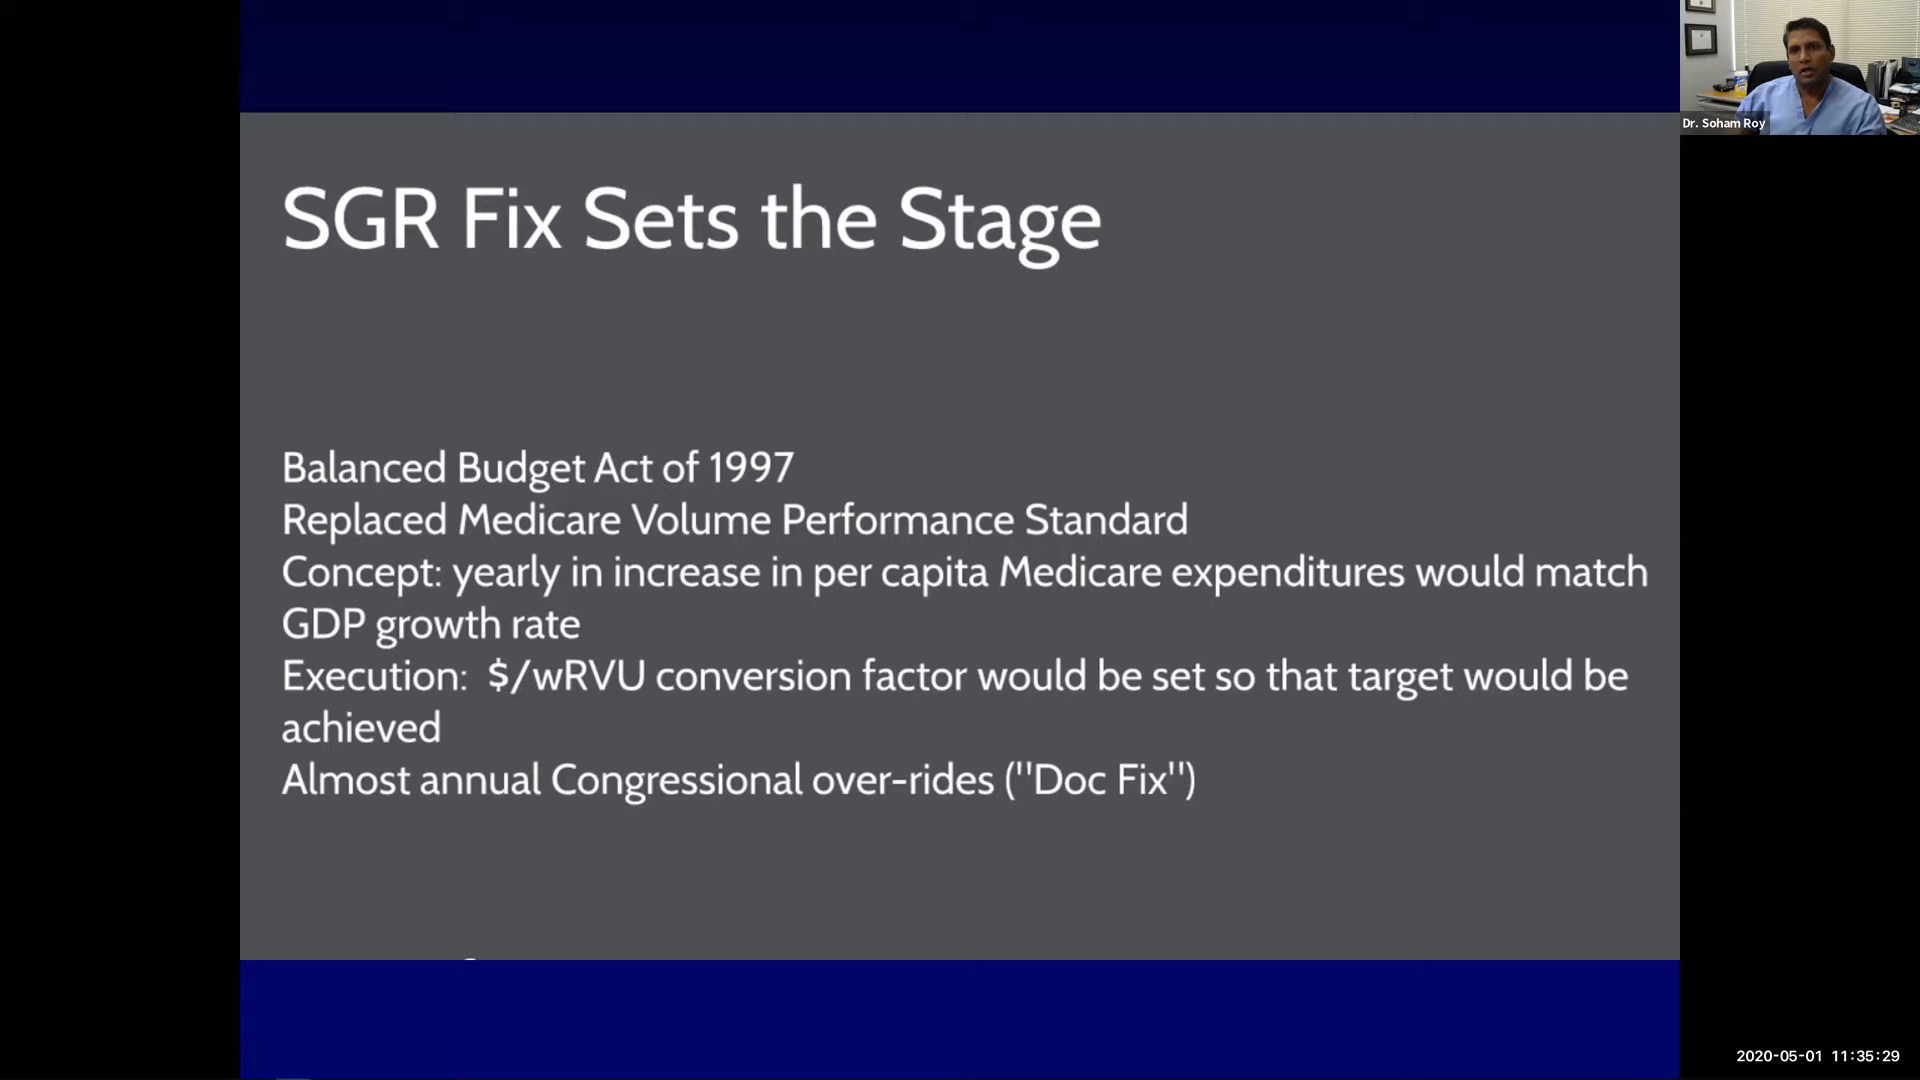 SGR Fix Sets the Stage
Balanced Budget Act of 1997
Replaced Medicare Volume Performance Standard
Concept: yearly in increase in per capita Medicare expenditures would match
GDP growth rate
Execution:  $/wRVU conversion factor would be set so that target would be
achieved
Almost annual Congressional over-rides ("Doc Fix")
Dr. Soham Roy
2020-05-01 11:35:29